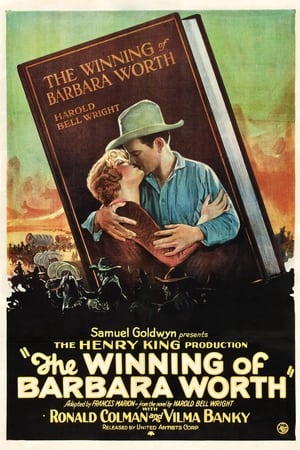 THE WINNING of
BARBARA WORTH
HAROLD
BELL WRIGHT
Samuel Goldwyn presents
THE HENRY KING PRODUCTION
"The WINNING of
BARBARA WORTH"
Adapted by FRANCES MARION from the novel by HAROLD BELL WRIGHT
WITH
RONALD COLMAN and VILMA BANKY
RELEASED BY UNITED ARTISTS CORP.